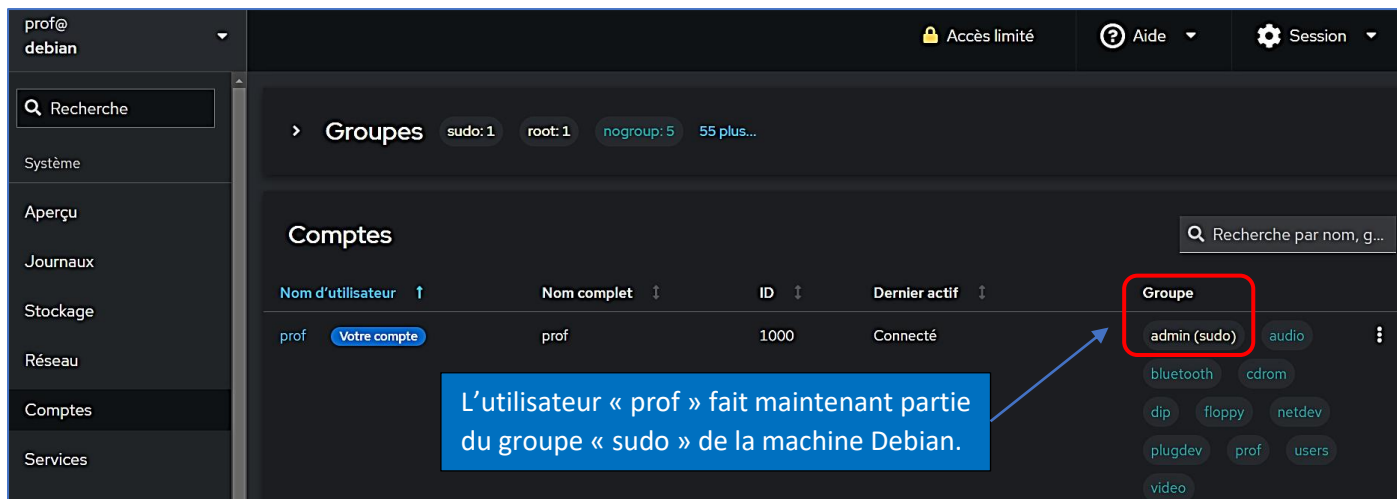 prof@
debian
Accès limité
Aide
Session
Recherche
Système
Aperçu
Journaux
Stockage
Réseau
Comptes
Services
Groupes sudo: 1 root: 1 nogroup: 5 55 plus...
Comptes
Recherche par nom, g...
Nom d'utilisateur Nom complet ID Dernier actif Groupe
prof Votre compte prof 1000 Connecté admin (sudo) audio
bluetooth cdrom
dip floppy netdev
plugdev prof users
video
L'utilisateur « prof » fait maintenant partie
du groupe « sudo » de la machine Debian.